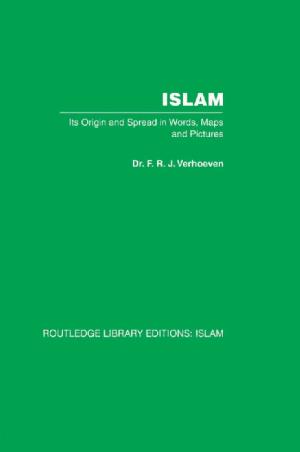 ISLAM
Its Origin and Spread in Words, Maps
and Pictures
Dr. F. R. J. Verhoeven
ROUTLEDGE LIBRARY EDITIONS: ISLAM